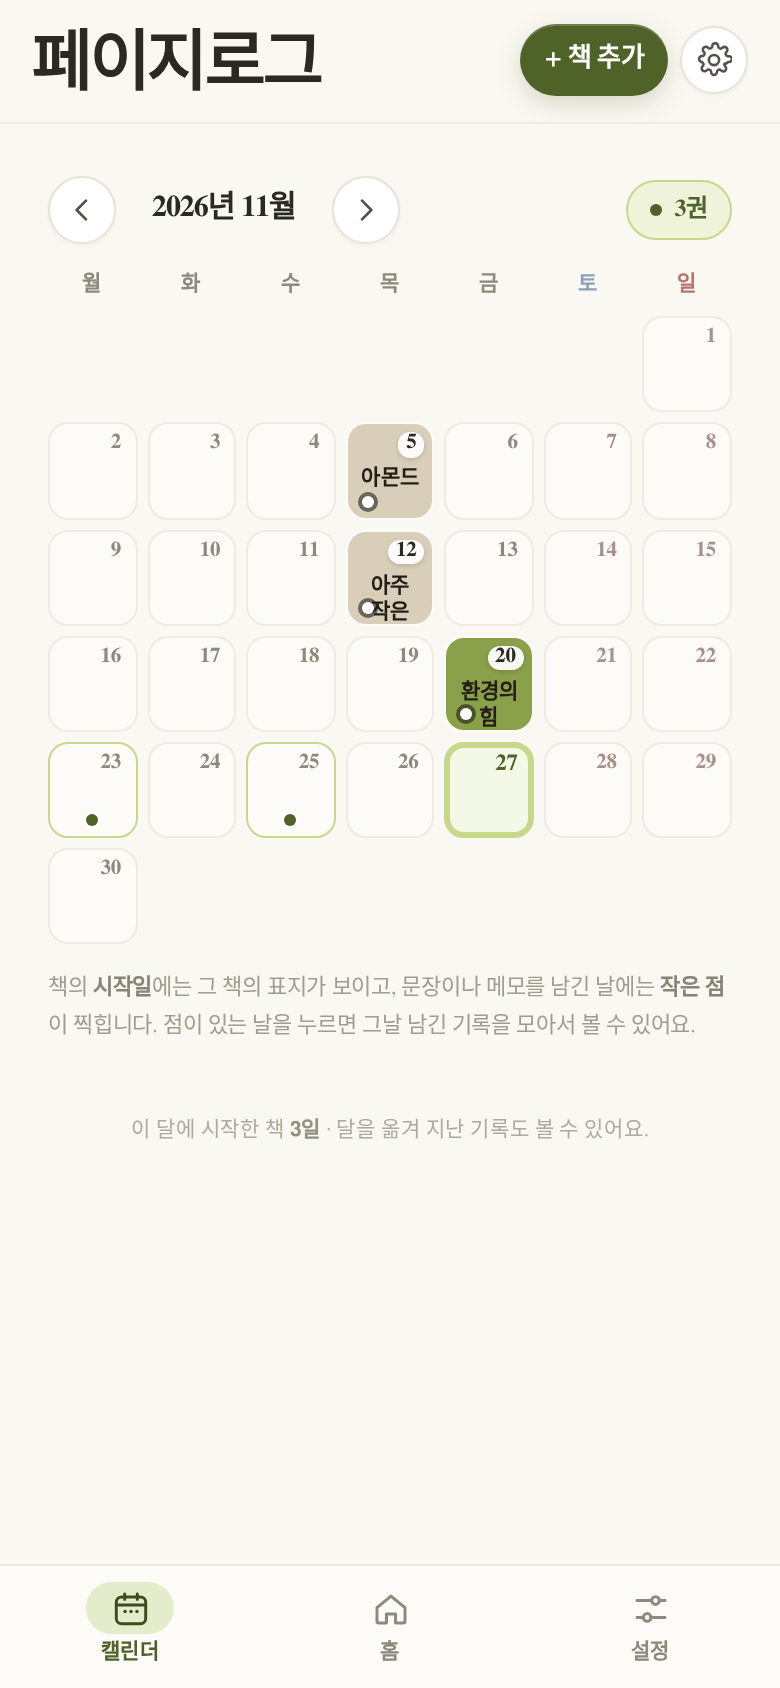 페이지로그
+ 책 추가
2026년 11월
3권
월 화 수 목 금 토 일
1
2 3 4 5 6 7 8
아몬드
9 10 11 12 13 14 15
아주
작은
16 17 18 19 20 21 22
환경의
힘
23 24 25 26 27 28 29
30
책의 시작일에는 그 책의 표지가 보이고, 문장이나 메모를 남긴 날에는 작은 점
이 찍힙니다. 점이 있는 날을 누르면 그날 남긴 기록을 모아서 볼 수 있어요.
이 달에 시작한 책 3일 · 달을 옮겨 지난 기록도 볼 수 있어요.
캘린더 홈 설정